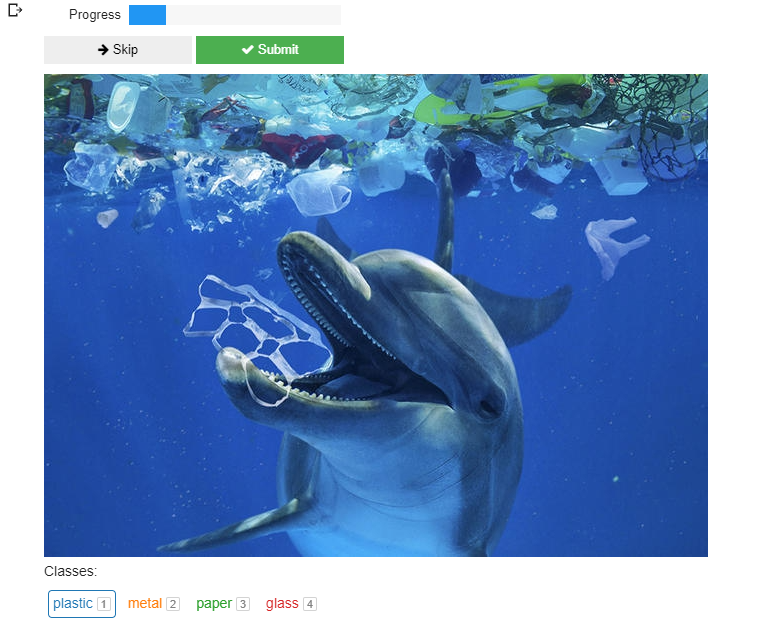 Progress
Skip
Submit
Classes:
plastic 1 metal 2 paper 3 glass 4